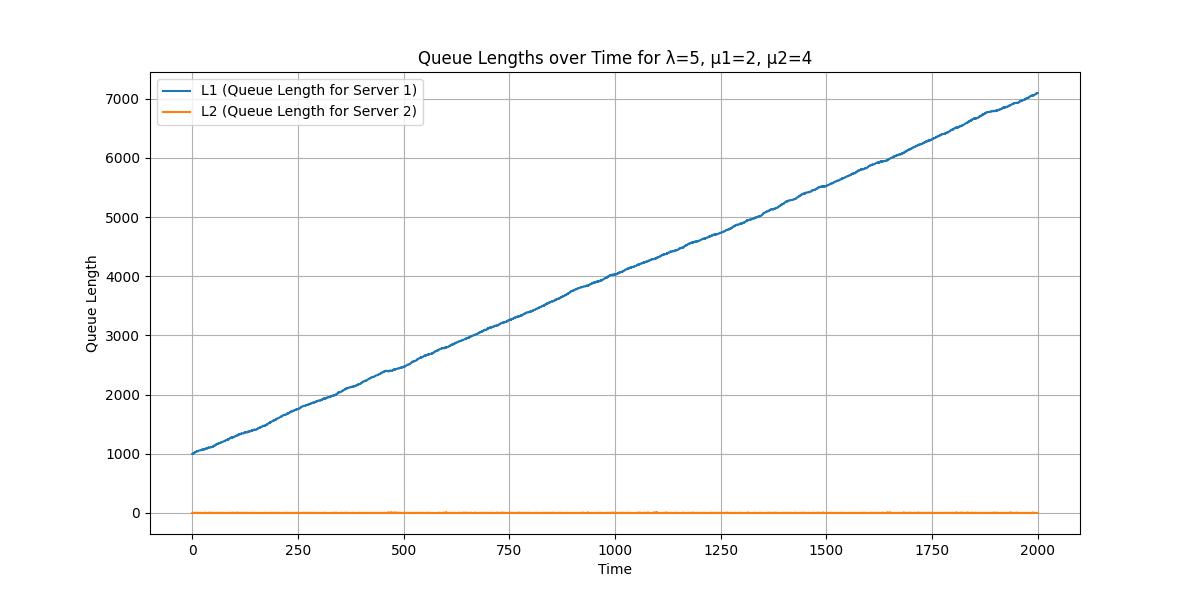 Queue Lengths over Time for λ=5, μ1=2, μ2=4
L1 (Queue Length for Server 1)
L2 (Queue Length for Server 2)
Queue Length
7000
6000
5000
4000
3000
2000
1000
0
0 250 500 750 1000 1250 1500 1750 2000
Time